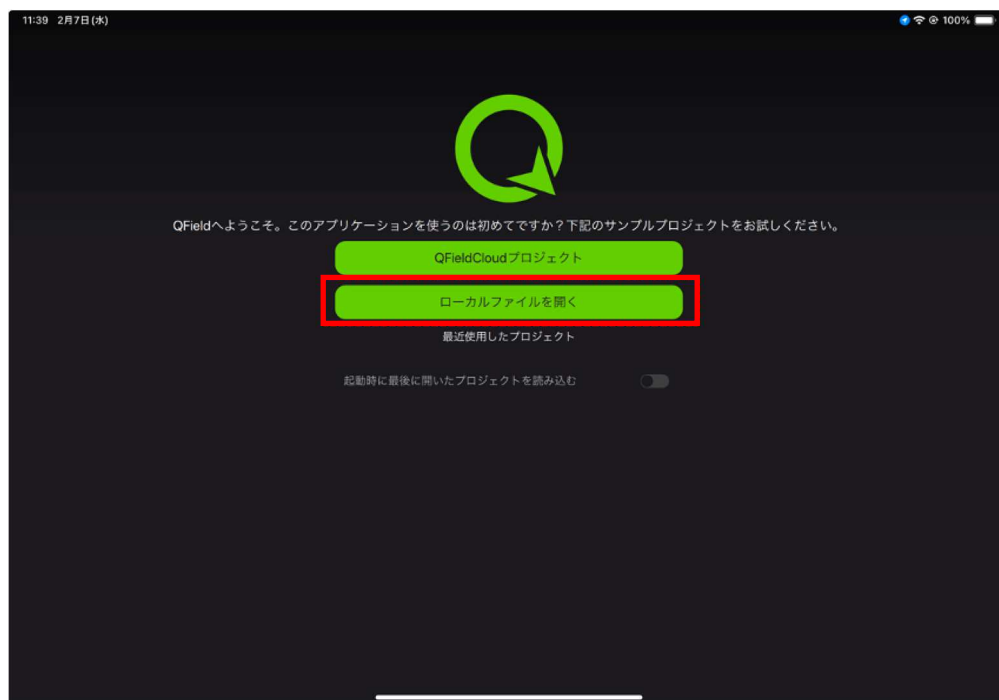 11:39 2月7日(水) 100%
QFieldへようこそ。このアプリケーションを使うのは初めてですか？下記のサンプルプロジェクトをお試しください。
QFieldCloudプロジェクト
ローカルファイルを開く
最近使用したプロジェクト
起動時に最後に開いたプロジェクトを読み込む